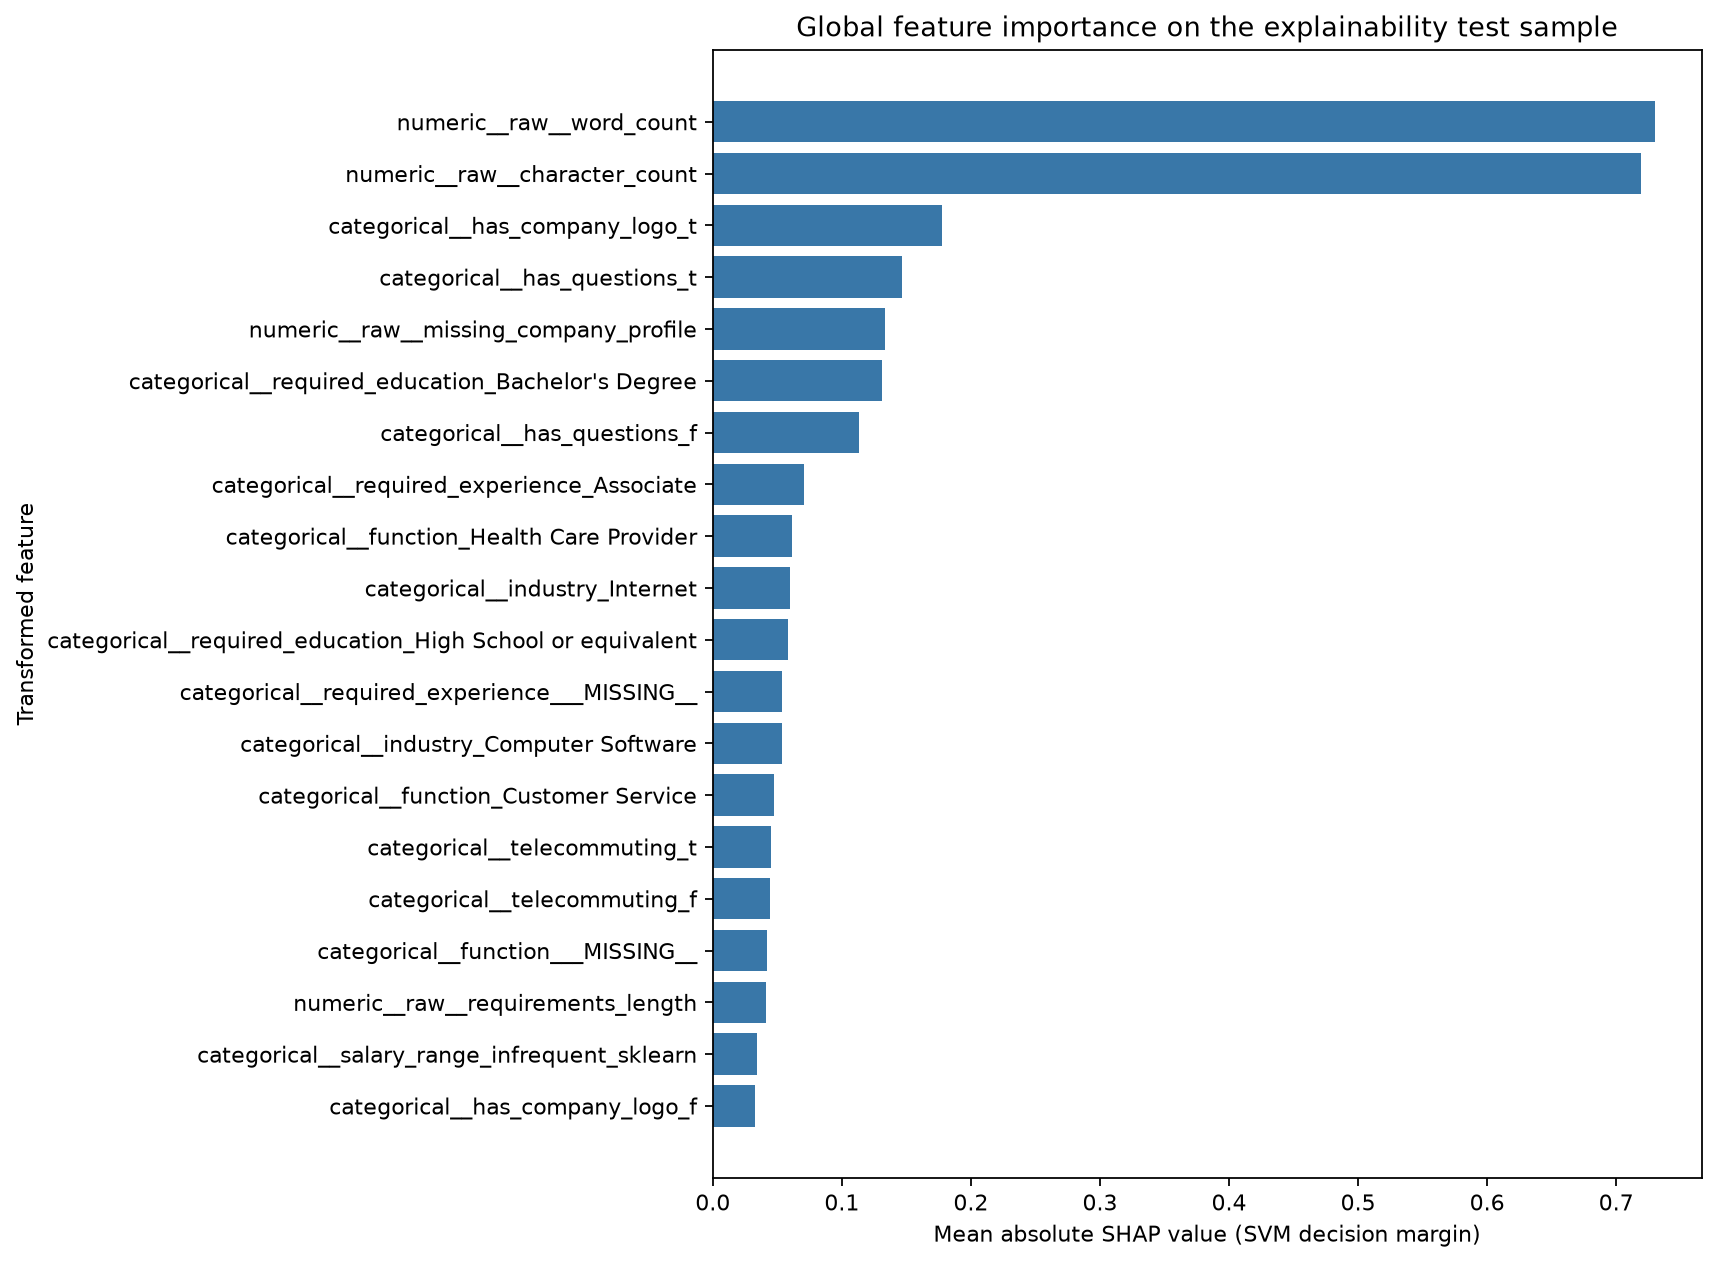 Global feature importance on the explainability test sample
numeric__raw__word_count
numeric__raw__character_count
categorical__has_company_logo_t
categorical__has_questions_t
numeric__raw__missing_company_profile
categorical__required_education_Bachelor's Degree
categorical__has_questions_f
categorical__required_experience_Associate
categorical__function_Health Care Provider
categorical__industry_Internet
categorical__required_education_High School or equivalent
categorical__required_experience___MISSING__
categorical__industry_Computer Software
categorical__function_Customer Service
categorical__telecommuting_t
categorical__telecommuting_f
categorical__function___MISSING__
numeric__raw__requirements_length
categorical__salary_range_infrequent_sklearn
categorical__has_company_logo_f
Transformed feature
0.0 0.1 0.2 0.3 0.4 0.5 0.6 0.7
Mean absolute SHAP value (SVM decision margin)